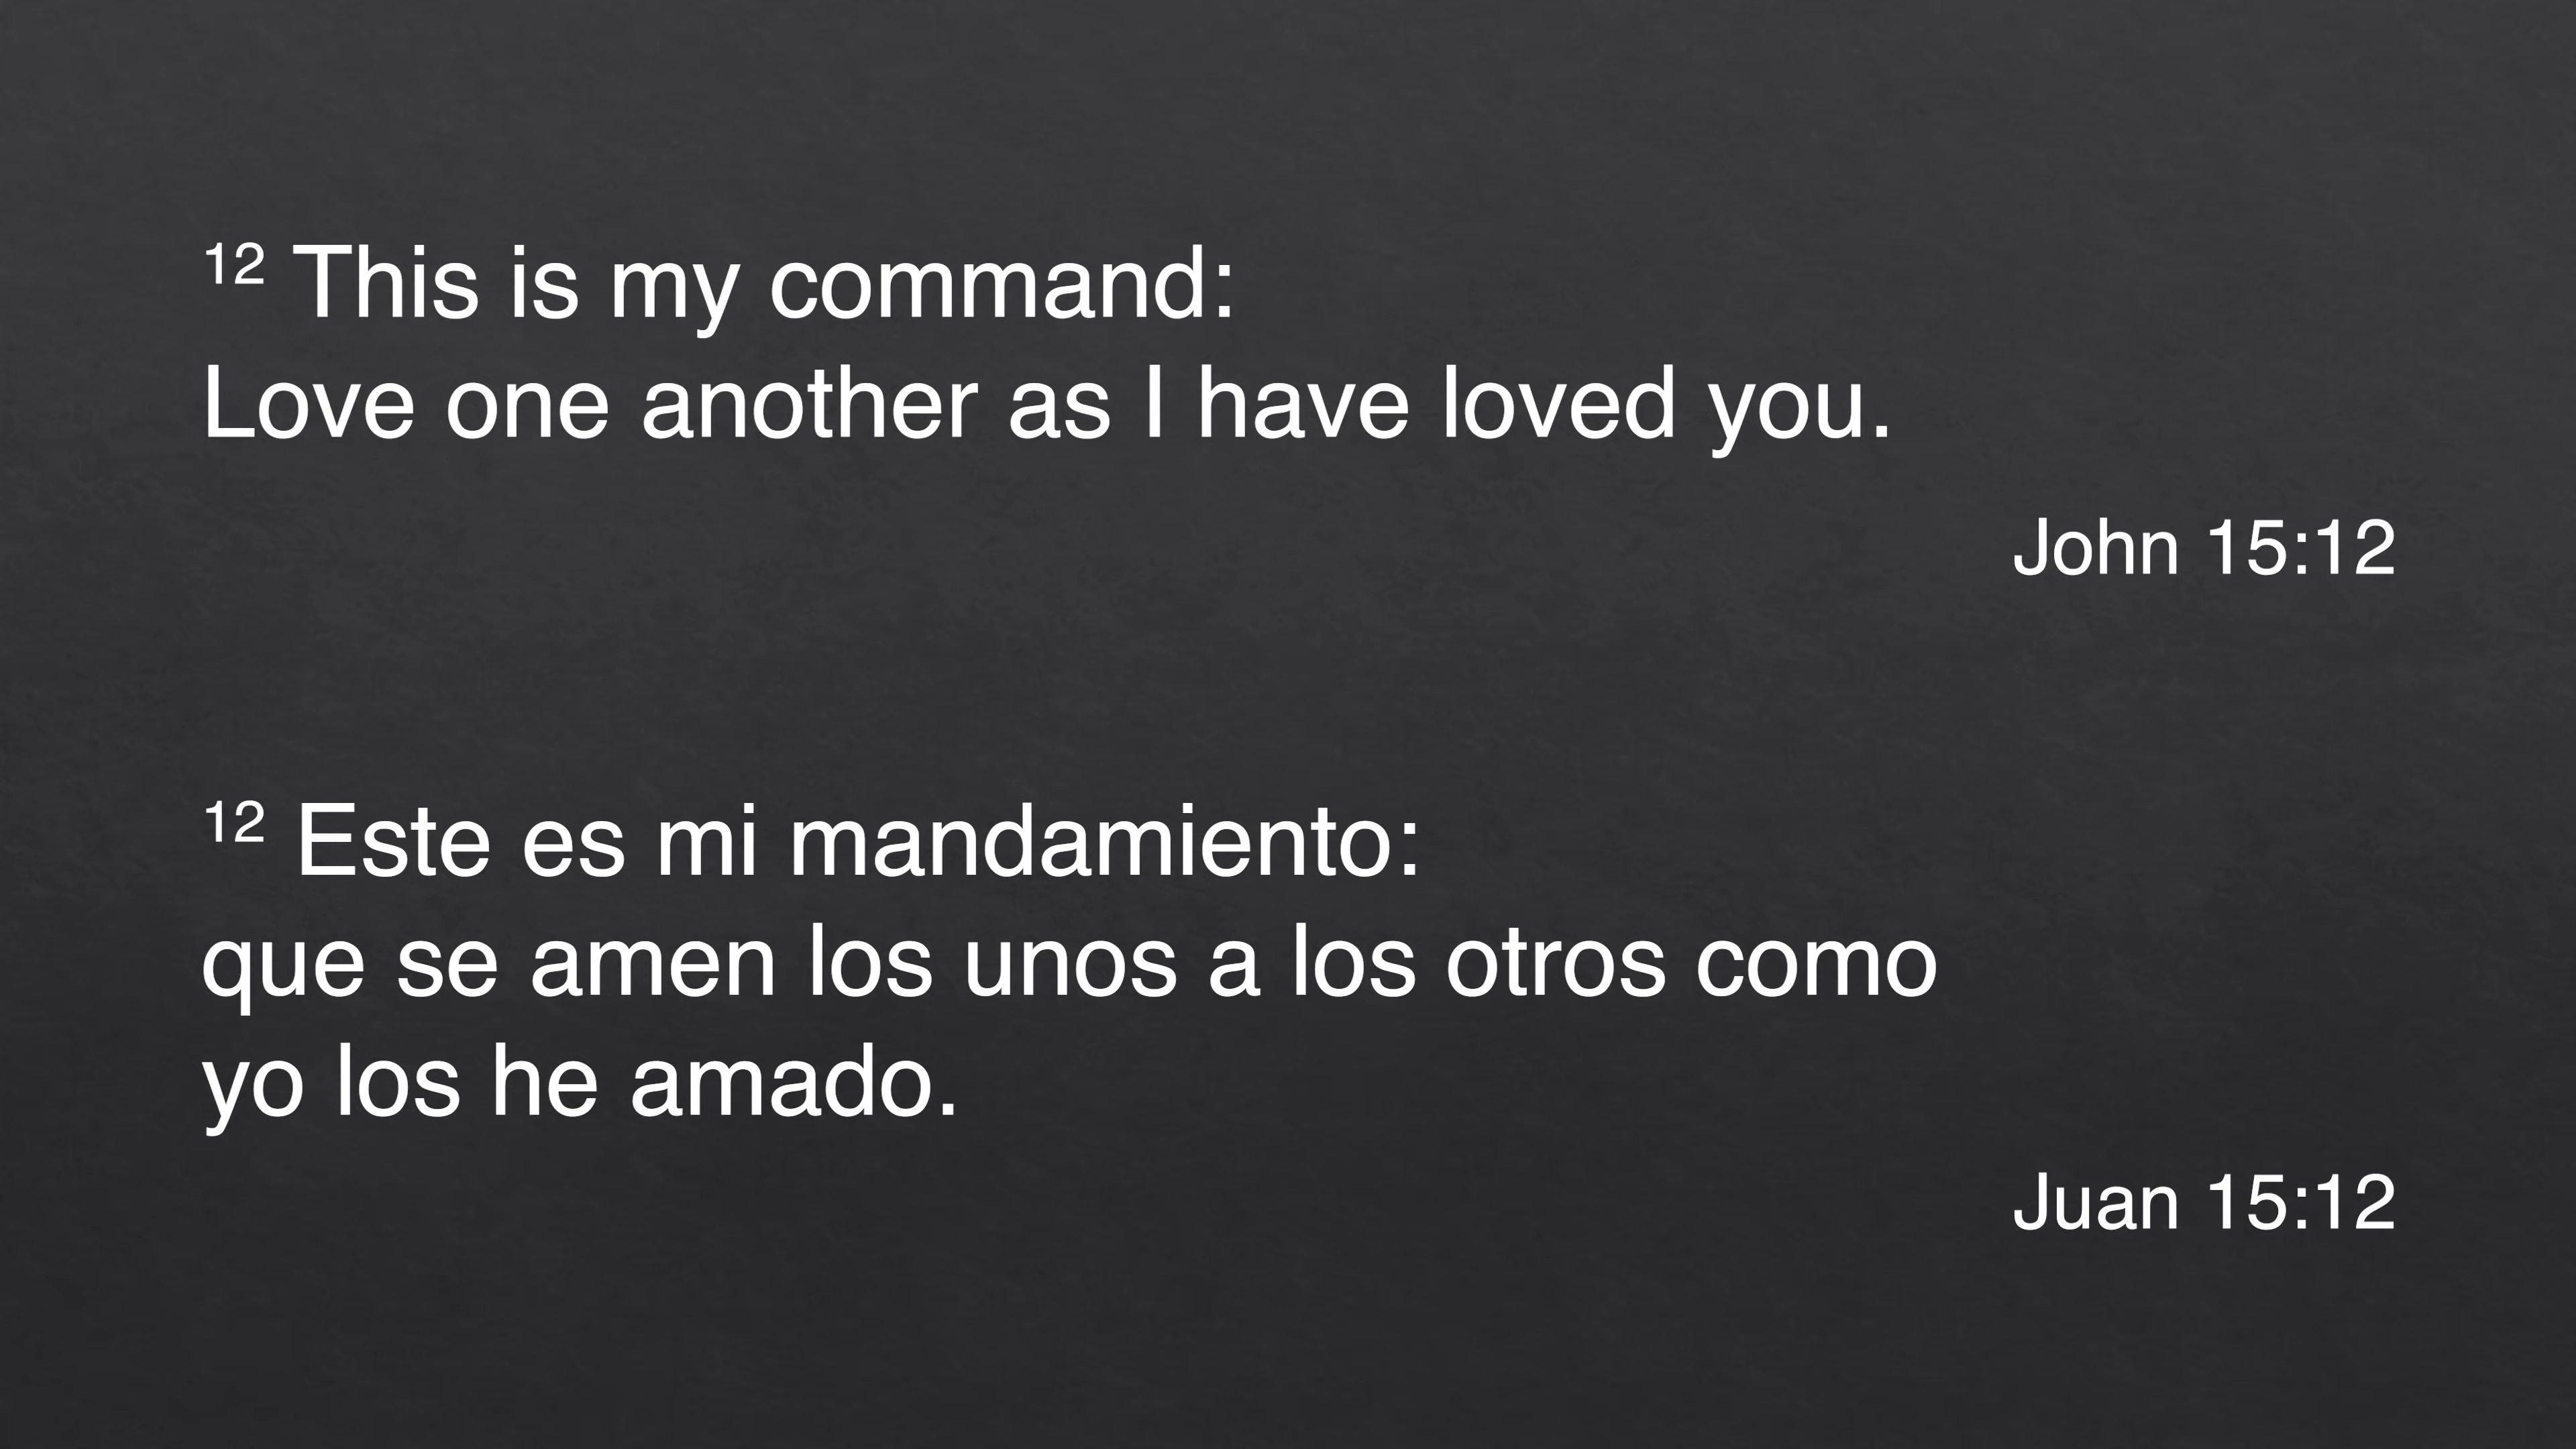 ¹² This is my command:
Love one another as I have loved you.
John 15:12
¹² Este es mi mandamiento:
que se amen los unos a los otros como
yo los he amado.
Juan 15:12